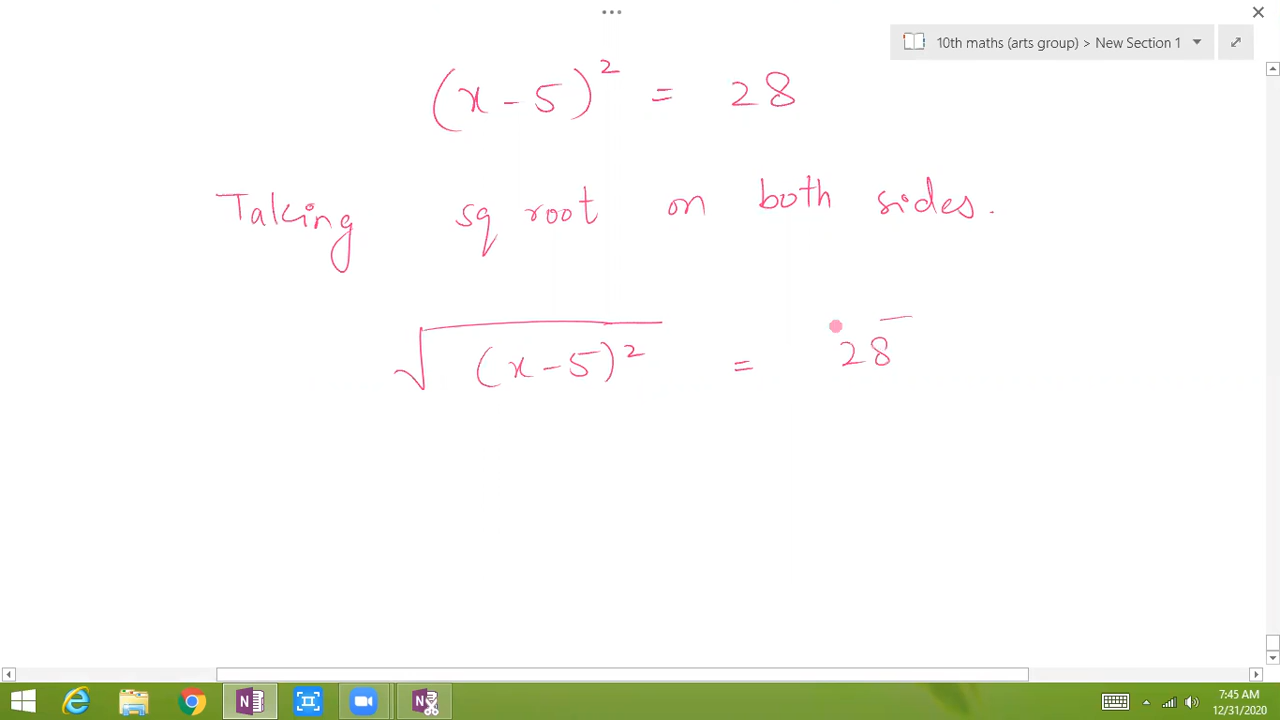 10th maths (arts group) > New Section 1
(x - 5)² = 28
Taking sq root on both sides.
√(x-5)² = 28
7:45 AM
12/31/2020